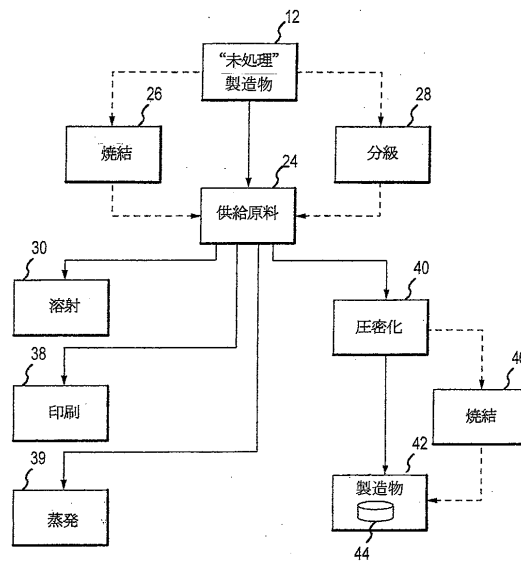 12
“未処理”
製造物
26
焼結
28
分級
24
供給原料
30
溶射
40
圧密化
38
印刷
46
焼結
39
蒸発
42
製造物
44